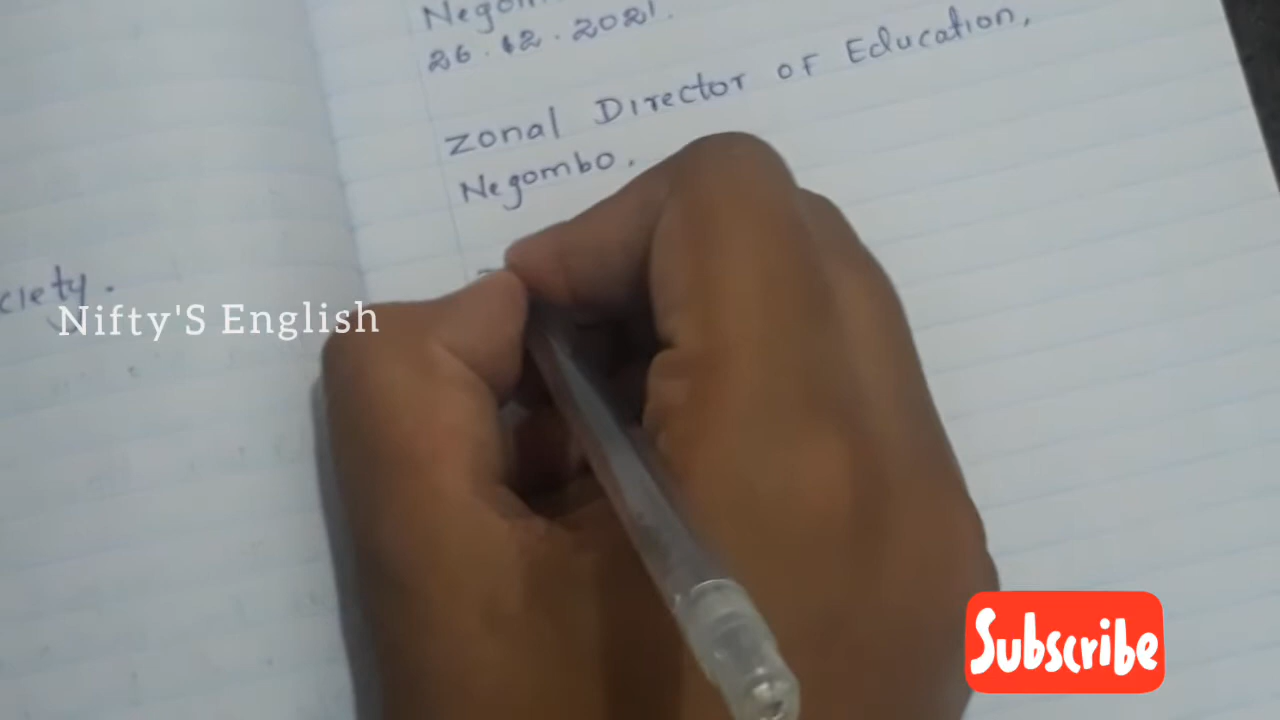 26.12.2021.
Zonal Director OF Education,
Negombo.
ciety.
Nifty'S English
Subscribe